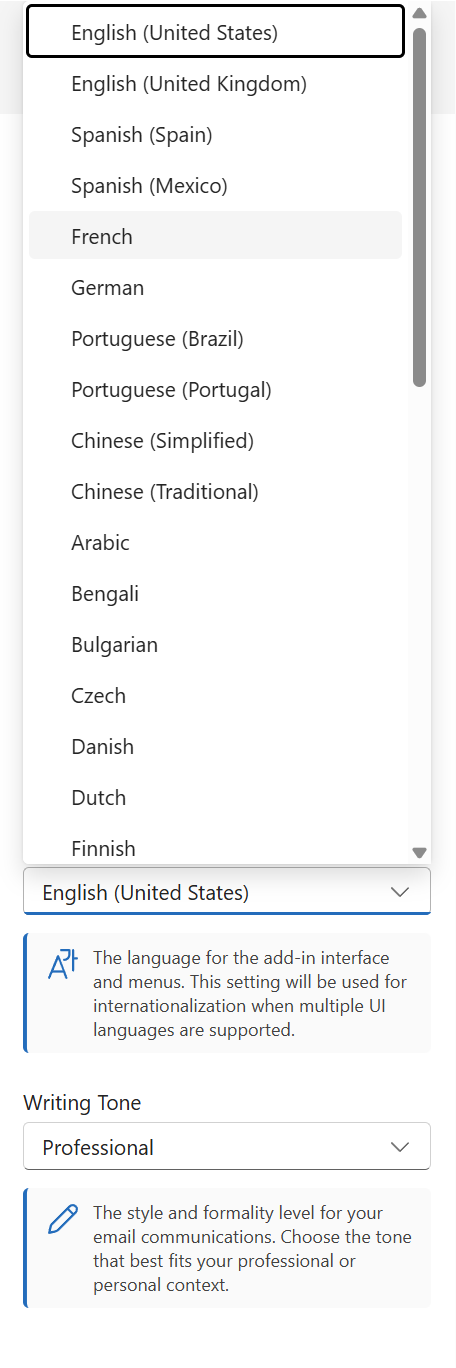 English (United States)
English (United Kingdom)
Spanish (Spain)
Spanish (Mexico)
French
German
Portuguese (Brazil)
Portuguese (Portugal)
Chinese (Simplified)
Chinese (Traditional)
Arabic
Bengali
Bulgarian
Czech
Danish
Dutch
Finnish
English (United States)
The language for the add-in interface
and menus. This setting will be used for
internationalization when multiple UI
languages are supported.
Writing Tone
Professional
The style and formality level for your
email communications. Choose the tone
that best fits your professional or
personal context.